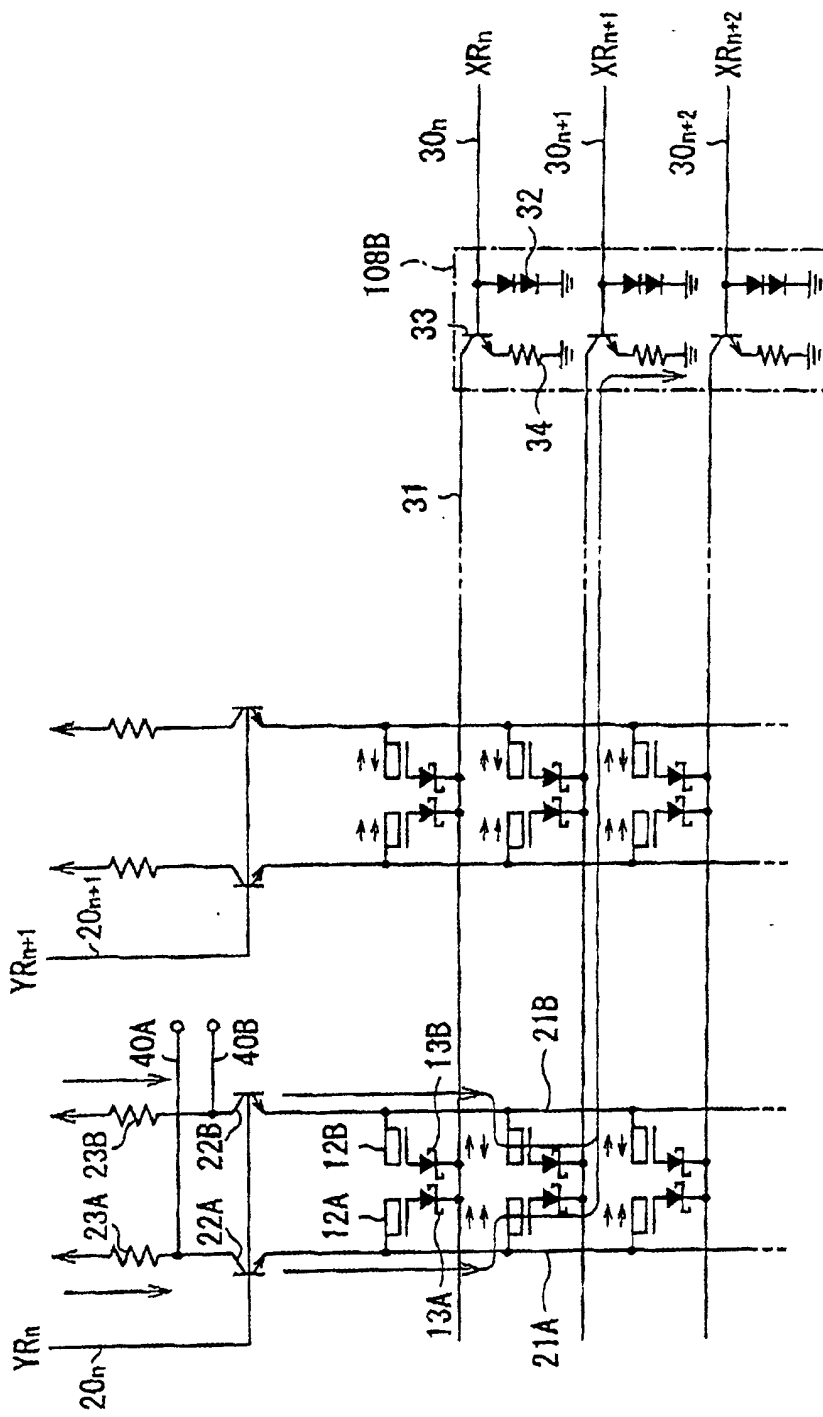 YRn
YRn+1
20n
20n+1
40A
40B
23A
23B
22A
22B
12A
12B
13A
13B
21A
21B
31
108B
33
32
34
30n
XRn
30n+1
XRn+1
30n+2
XRn+2